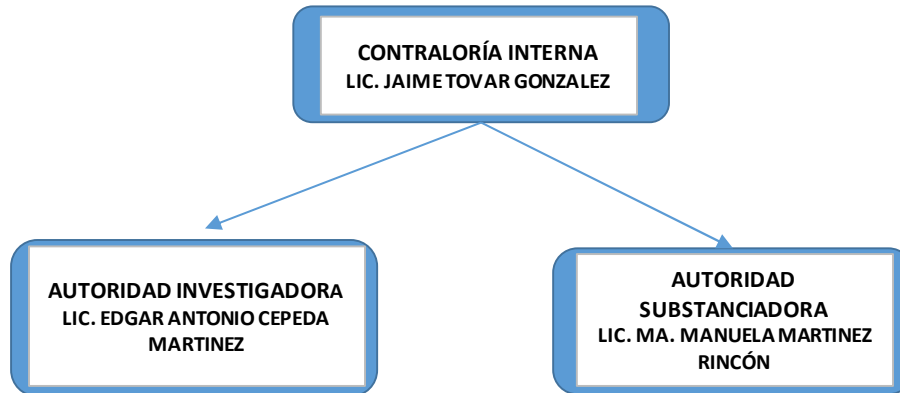 CONTRALORÍA INTERNA
LIC. JAIME TOVAR GONZALEZ
AUTORIDAD INVESTIGADORA
LIC. EDGAR ANTONIO CEPEDA
MARTINEZ
AUTORIDAD
SUBSTANCIADORA
LIC. MA. MANUELA MARTINEZ
RINCÓN